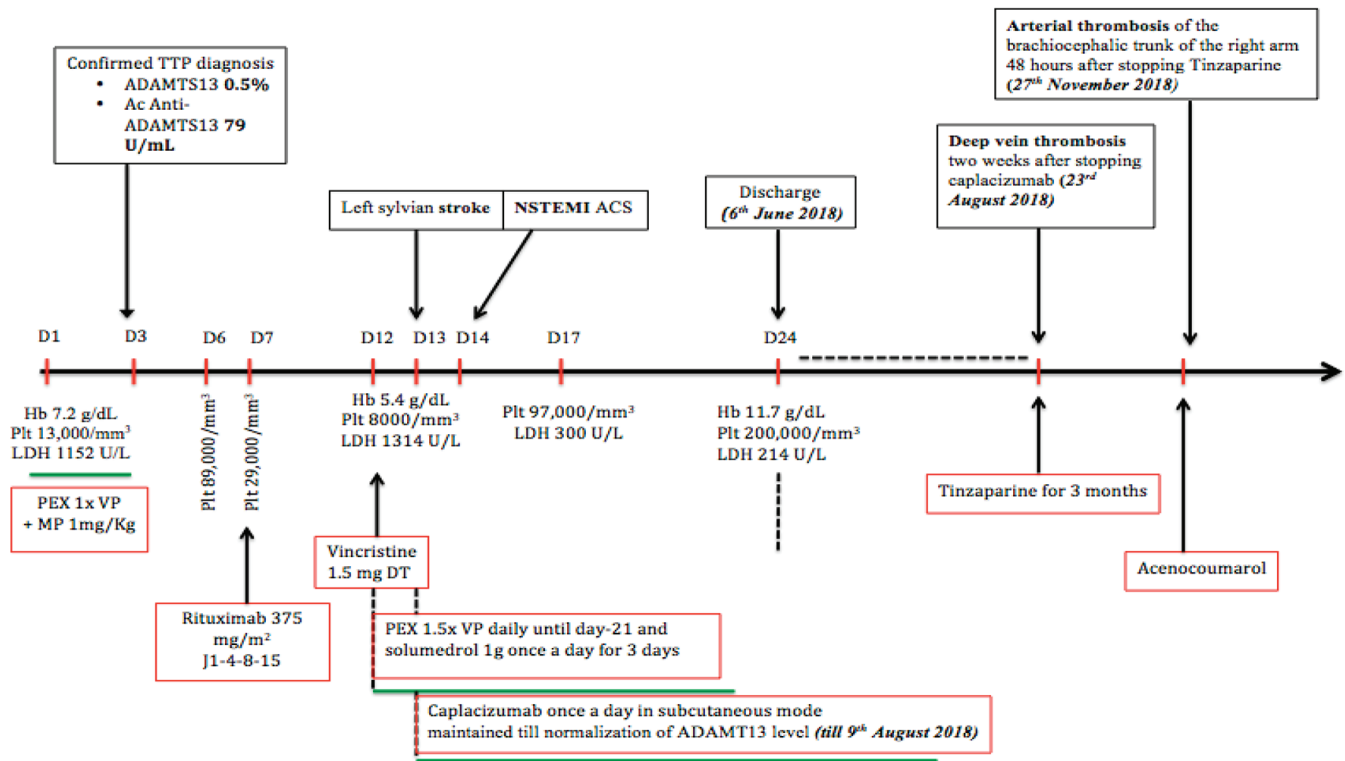 Confirmed TTP diagnosis
• ADAMTS13 0.5%
• Ac Anti-
ADAMTS13 79
U/mL
Left sylvian stroke
NSTEMI ACS
Discharge
(6th June 2018)
Deep vein thrombosis
two weeks after stopping
caplacizumab (23rd
August 2018)
Arterial thrombosis of the
brachiocephalic trunk of the right arm
48 hours after stopping Tinzaparine
(27th November 2018)
D1
D3
D6
D7
D12
D13
D14
D17
D24
Hb 7.2 g/dL
Plt 13,000/mm3
LDH 1152 U/L
Plt 89,000/mm3
Plt 29,000/mm3
Hb 5.4 g/dL
Plt 8000/mm3
LDH 1314 U/L
Plt 97,000/mm3
LDH 300 U/L
Hb 11.7 g/dL
Plt 200,000/mm3
LDH 214 U/L
PEX 1x VP
+ MP 1mg/Kg
Rituximab 375
mg/m2
J1-4-8-15
Vincristine
1.5 mg DT
PEX 1.5x VP daily until day-21 and
solumedrol 1g once a day for 3 days
Caplacizumab once a day in subcutaneous mode
maintained till normalization of ADAMT13 level (till 9th August 2018)
Tinzaparine for 3 months
Acenocoumarol